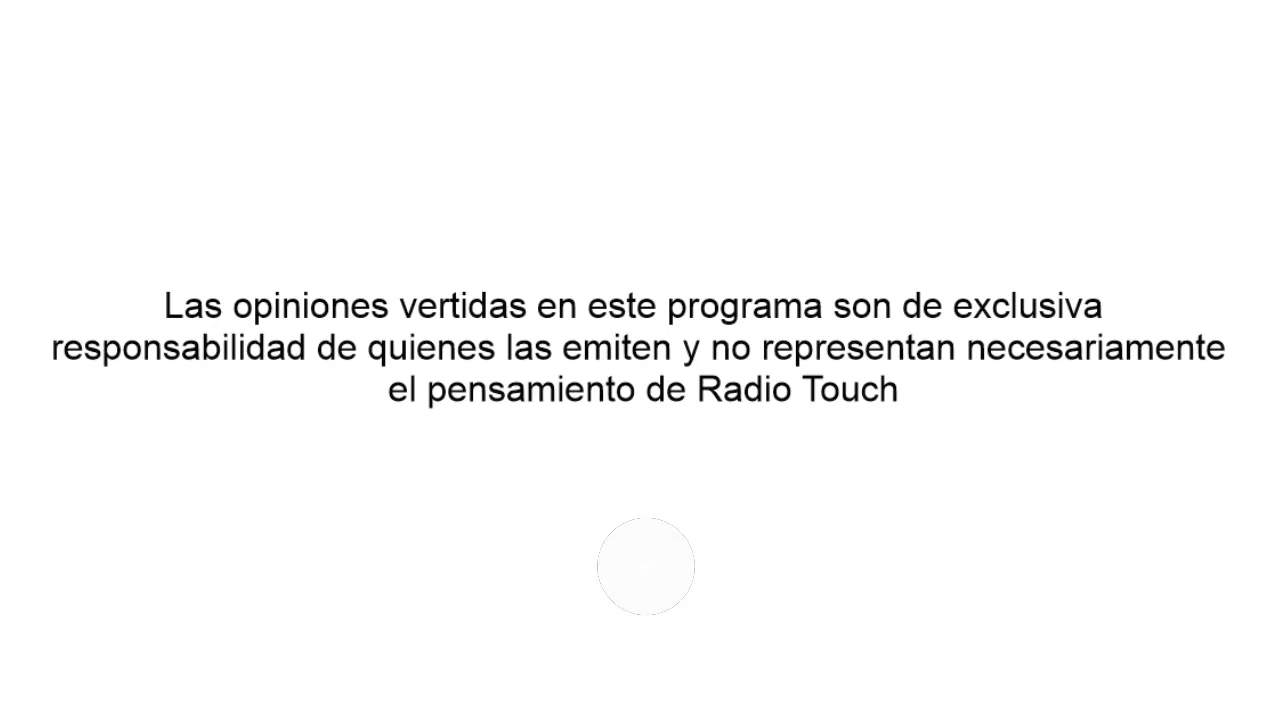 Las opiniones vertidas en este programa son de exclusiva
responsabilidad de quienes las emiten y no representan necesariamente
el pensamiento de Radio Touch